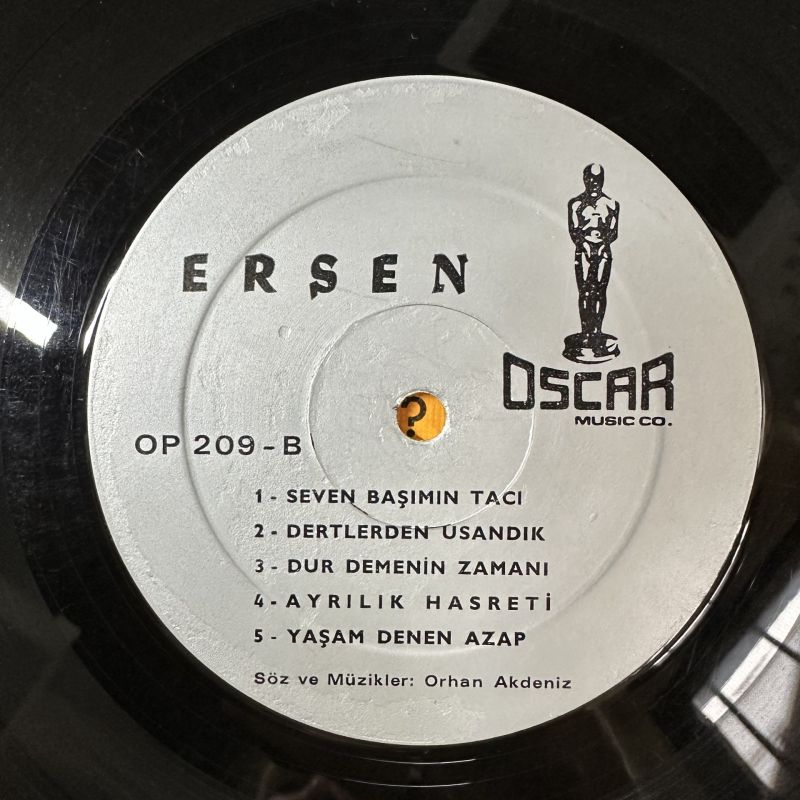 ERŞEN
OSCAR
MUSIC CO.
?
OP 209-B
1 - SEVEN BAŞIMIN TACI
2 - DERTLERDEN USANDIK
3 - DUR DEMENİN ZAMANI
4 - AYRILIK HASRETİ
5 - YAŞAM DENEN AZAP
Söz ve Müzikler: Orhan Akdeniz